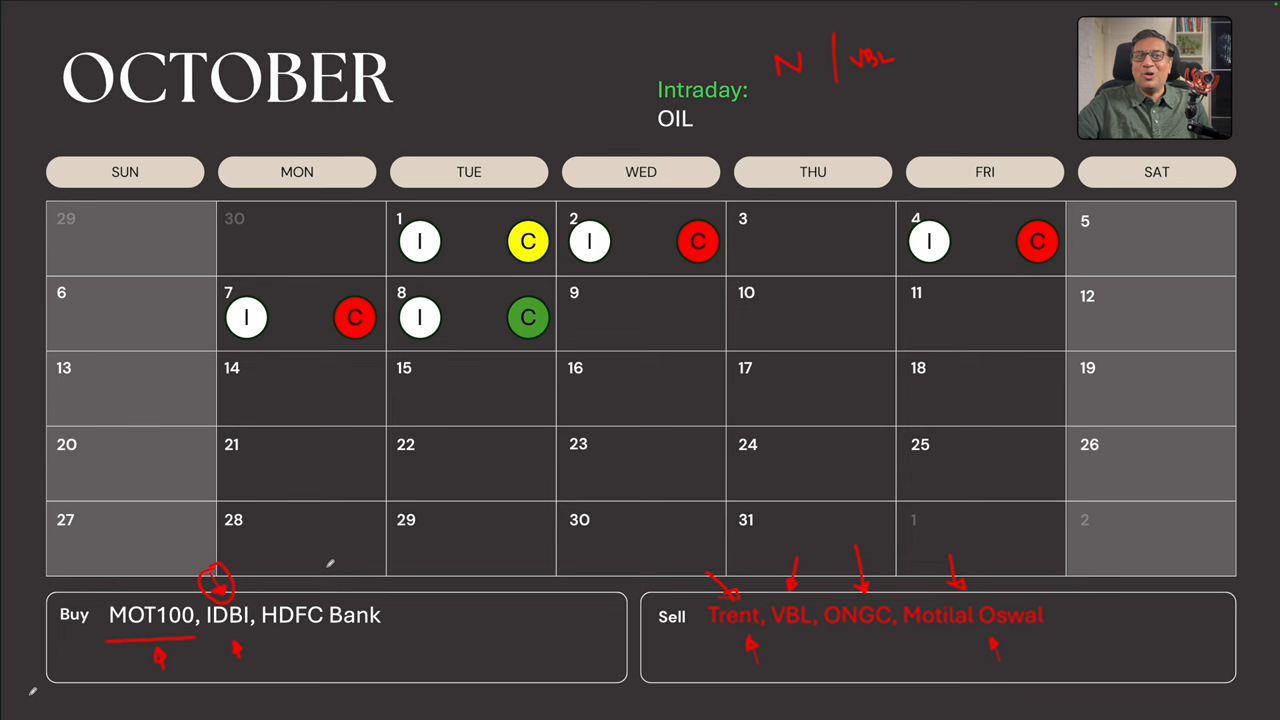 OCTOBER
N | VBL
Intraday:
OIL
SUN MON TUE WED THU FRI SAT
29 30 1 2 3 4 5
I C I C I C
6 7 8 9 10 11 12
I C I C
13 14 15 16 17 18 19
20 21 22 23 24 25 26
27 28 29 30 31 1 2
Buy MOT100, IDBI, HDFC Bank
Sell Trent, VBL, ONGC, Motilal Oswal